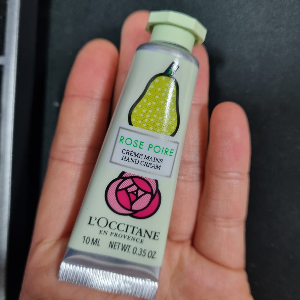 ROSE POIRE
CRÈME MAINS
HAND CREAM
L'OCCITANE
EN PROVENCE
10 ML NET WT. 0.35 OZ